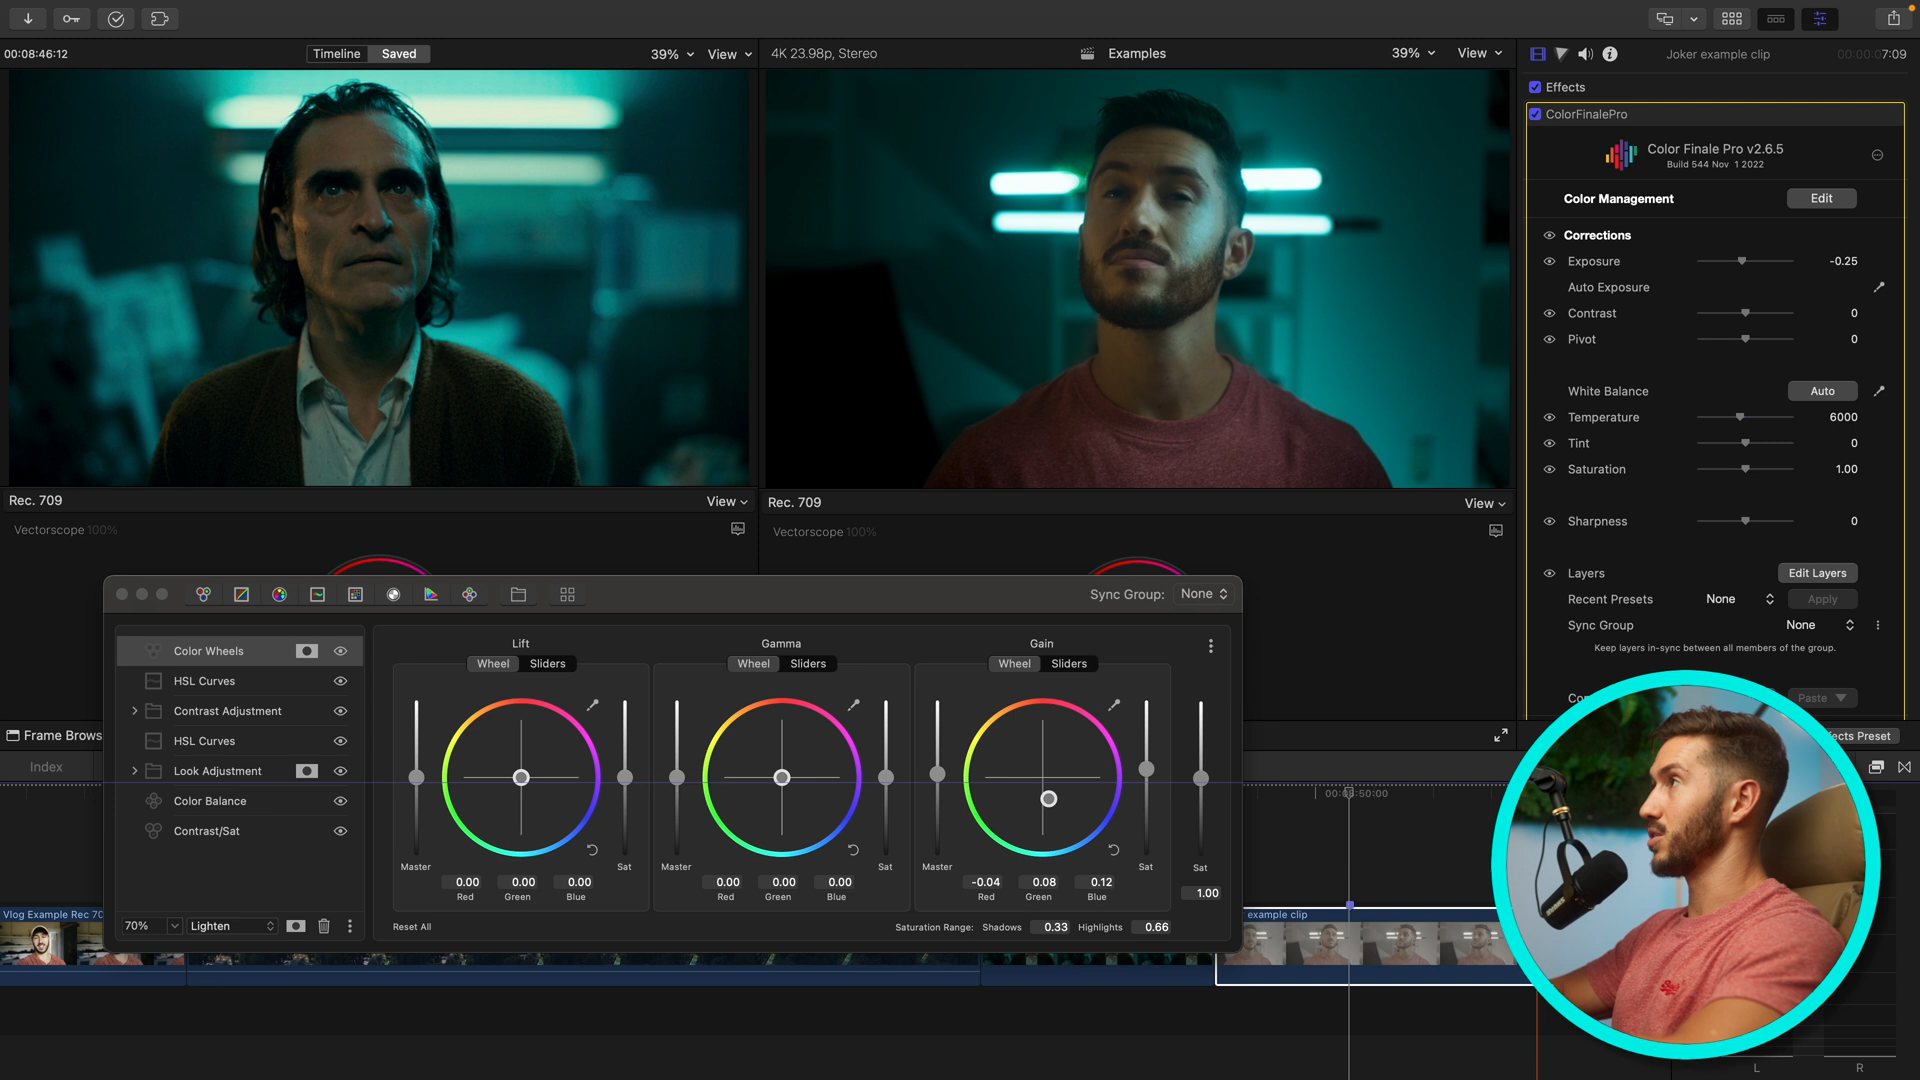 00:08:46:12
Timeline Saved
39% View
4K 23.98p, Stereo
Examples
39% View
Joker example clip
00:00:07:09
Effects
ColorFinalePro
Color Finale Pro v2.6.5
Build 544 Nov 1 2022
Color Management Edit
Corrections
Exposure -0.25
Auto Exposure
Contrast 0
Pivot 0
White Balance Auto
Temperature 6000
Tint 0
Saturation 1.00
Sharpness 0
Layers Edit Layers
Recent Presets None Apply
Sync Group None
Keep layers in-sync between all members of the group.
Paste
Rec. 709 View
Rec. 709 View
Vectorscope 100%
Vectorscope 100%
Sync Group: None
Color Wheels
HSL Curves
Contrast Adjustment
HSL Curves
Look Adjustment
Color Balance
Contrast/Sat
70% Lighten
Lift
Wheel Sliders
Master Sat
0.00 0.00 0.00
Red Green Blue
Gamma
Wheel Sliders
Master Sat
0.00 0.00 0.00
Red Green Blue
Gain
Wheel Sliders
Master Sat Sat
-0.04 0.08 0.12 1.00
Red Green Blue
Reset All
Saturation Range: Shadows 0.33 Highlights 0.66
Frame Brows
Index
fects Preset
00:08:50:00
Vlog Example Rec 70
example clip
L R